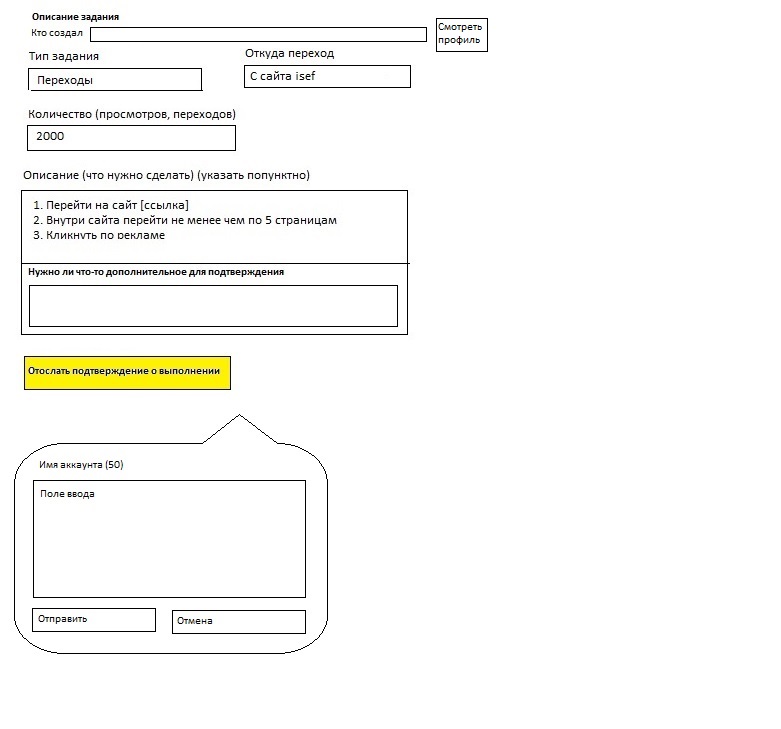 Описание задания
Кто создал
Смотреть
профиль
Тип задания
Откуда переход
Переходы
С сайта isef
Количество (просмотров, переходов)
2000
Описание (что нужно сделать) (указать попунктно)
1. Перейти на сайт [ссылка]
2. Внутри сайта перейти не менее чем по 5 страницам
3. Кликнуть по рекламе
Нужно ли что-то дополнительное для подтверждения
Отослать подтверждение о выполнении
Имя аккаунта (50)
Поле ввода
Отправить
Отмена